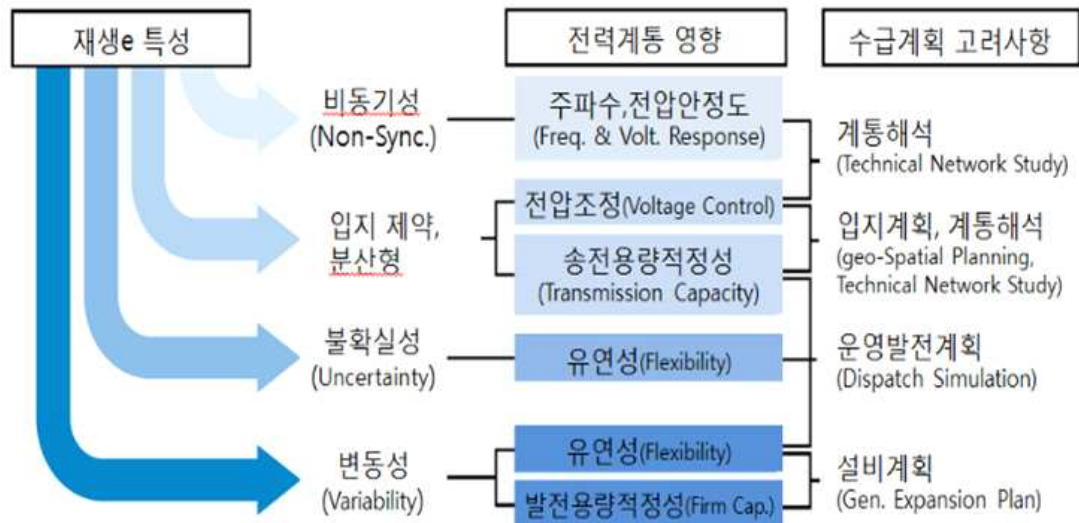 재생e 특성
전력계통 영향
수급계획 고려사항
비동기성
(Non-Sync.)
주파수,전압안정도
(Freq. & Volt. Response)
계통해석
(Technical Network Study)
입지 제약,
분산형
전압조정(Voltage Control)
송전용량적정성
(Transmission Capacity)
입지계획, 계통해석
(geo-Spatial Planning,
Technical Network Study)
불확실성
(Uncertainty)
유연성(Flexibility)
운영발전계획
(Dispatch Simulation)
변동성
(Variability)
유연성(Flexibility)
발전용량적정성(Firm Cap.)
설비계획
(Gen. Expansion Plan)